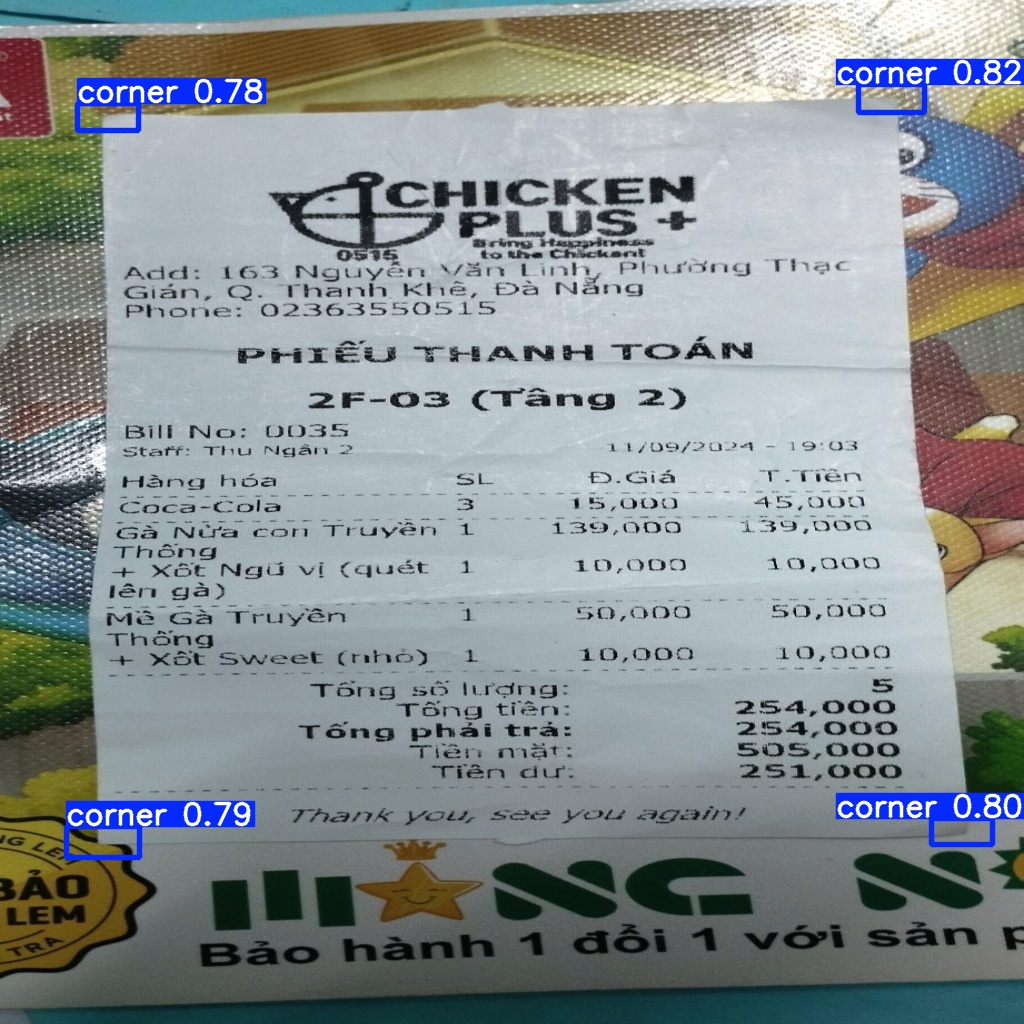 corner 0.78
corner 0.82
CHICKEN
PLUS +
Bring Happiness
to the Chickent
0515
Add: 163 Nguyễn Văn Linh, Phường Thạc
Gián, Q. Thanh Khê, Đà Nẵng
Phone: 02363550515
PHIẾU THANH TOÁN
2F-03 (Tầng 2)
Bill No: 0035
Staff: Thu Ngân 2 11/09/2024 - 19:03
Hàng hóa SL Đ.Giá T.Tiền
Coca-Cola 3 15,000 45,000
Gà Nửa con Truyền 1 139,000 139,000
Thống
+ Xốt Ngũ vị (quét 1 10,000 10,000
lên gà)
Mề Gà Truyền 1 50,000 50,000
Thống
+ Xốt Sweet (nhỏ) 1 10,000 10,000
Tổng số lượng: 5
Tổng tiền: 254,000
Tổng phải trả: 254,000
Tiền mặt: 505,000
Tiền dư: 251,000
Thank you, see you again!
corner 0.79
corner 0.80
BẢO
LEM
TRA
Bảo hành 1 đổi 1 với sản